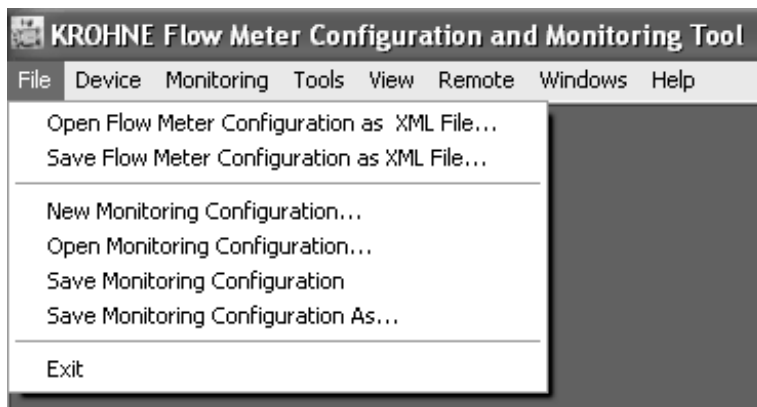 KROHNE Flow Meter Configuration and Monitoring Tool
File Device Monitoring Tools View Remote Windows Help
Open Flow Meter Configuration as XML File...
Save Flow Meter Configuration as XML File...
New Monitoring Configuration...
Open Monitoring Configuration...
Save Monitoring Configuration
Save Monitoring Configuration As...
Exit